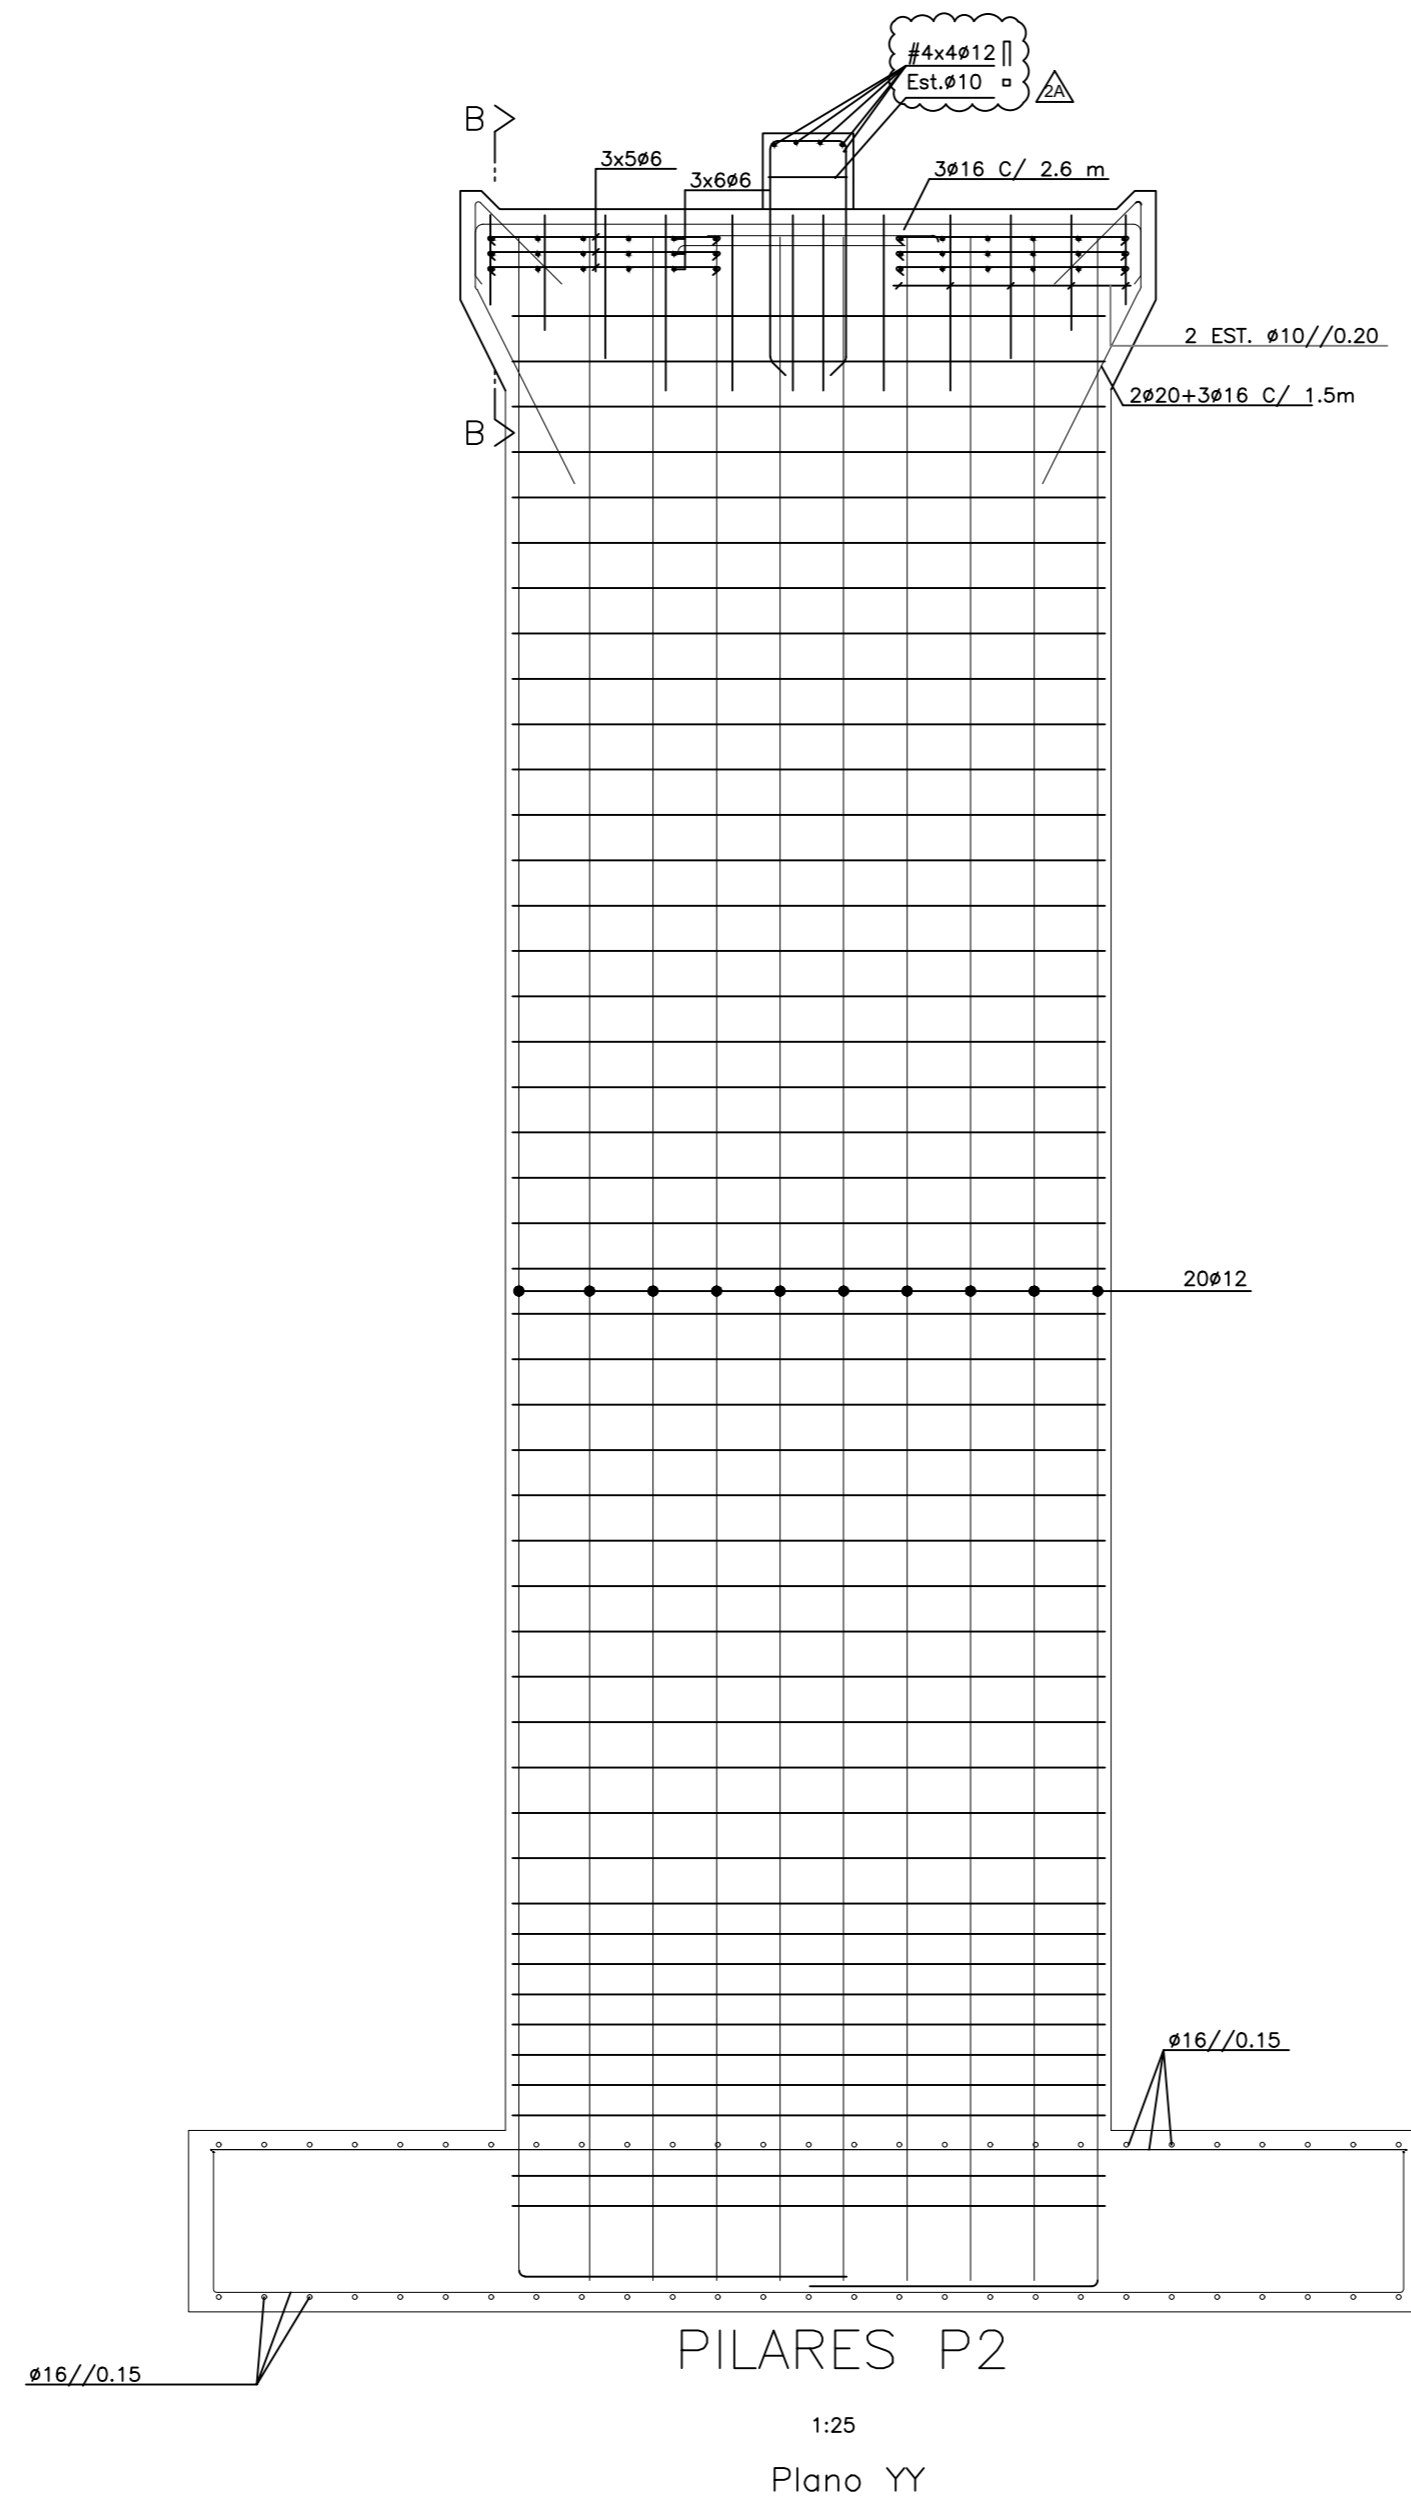 #4x4ø12
Est.ø10
2A
B
3x5ø6
3x6ø6
3ø16 C/ 2.6 m
2 EST. ø10//0.20
2ø20+3ø16 C/ 1.5m
B
20ø12
ø16//0.15
PILARES P2
ø16//0.15
1:25
Plano YY